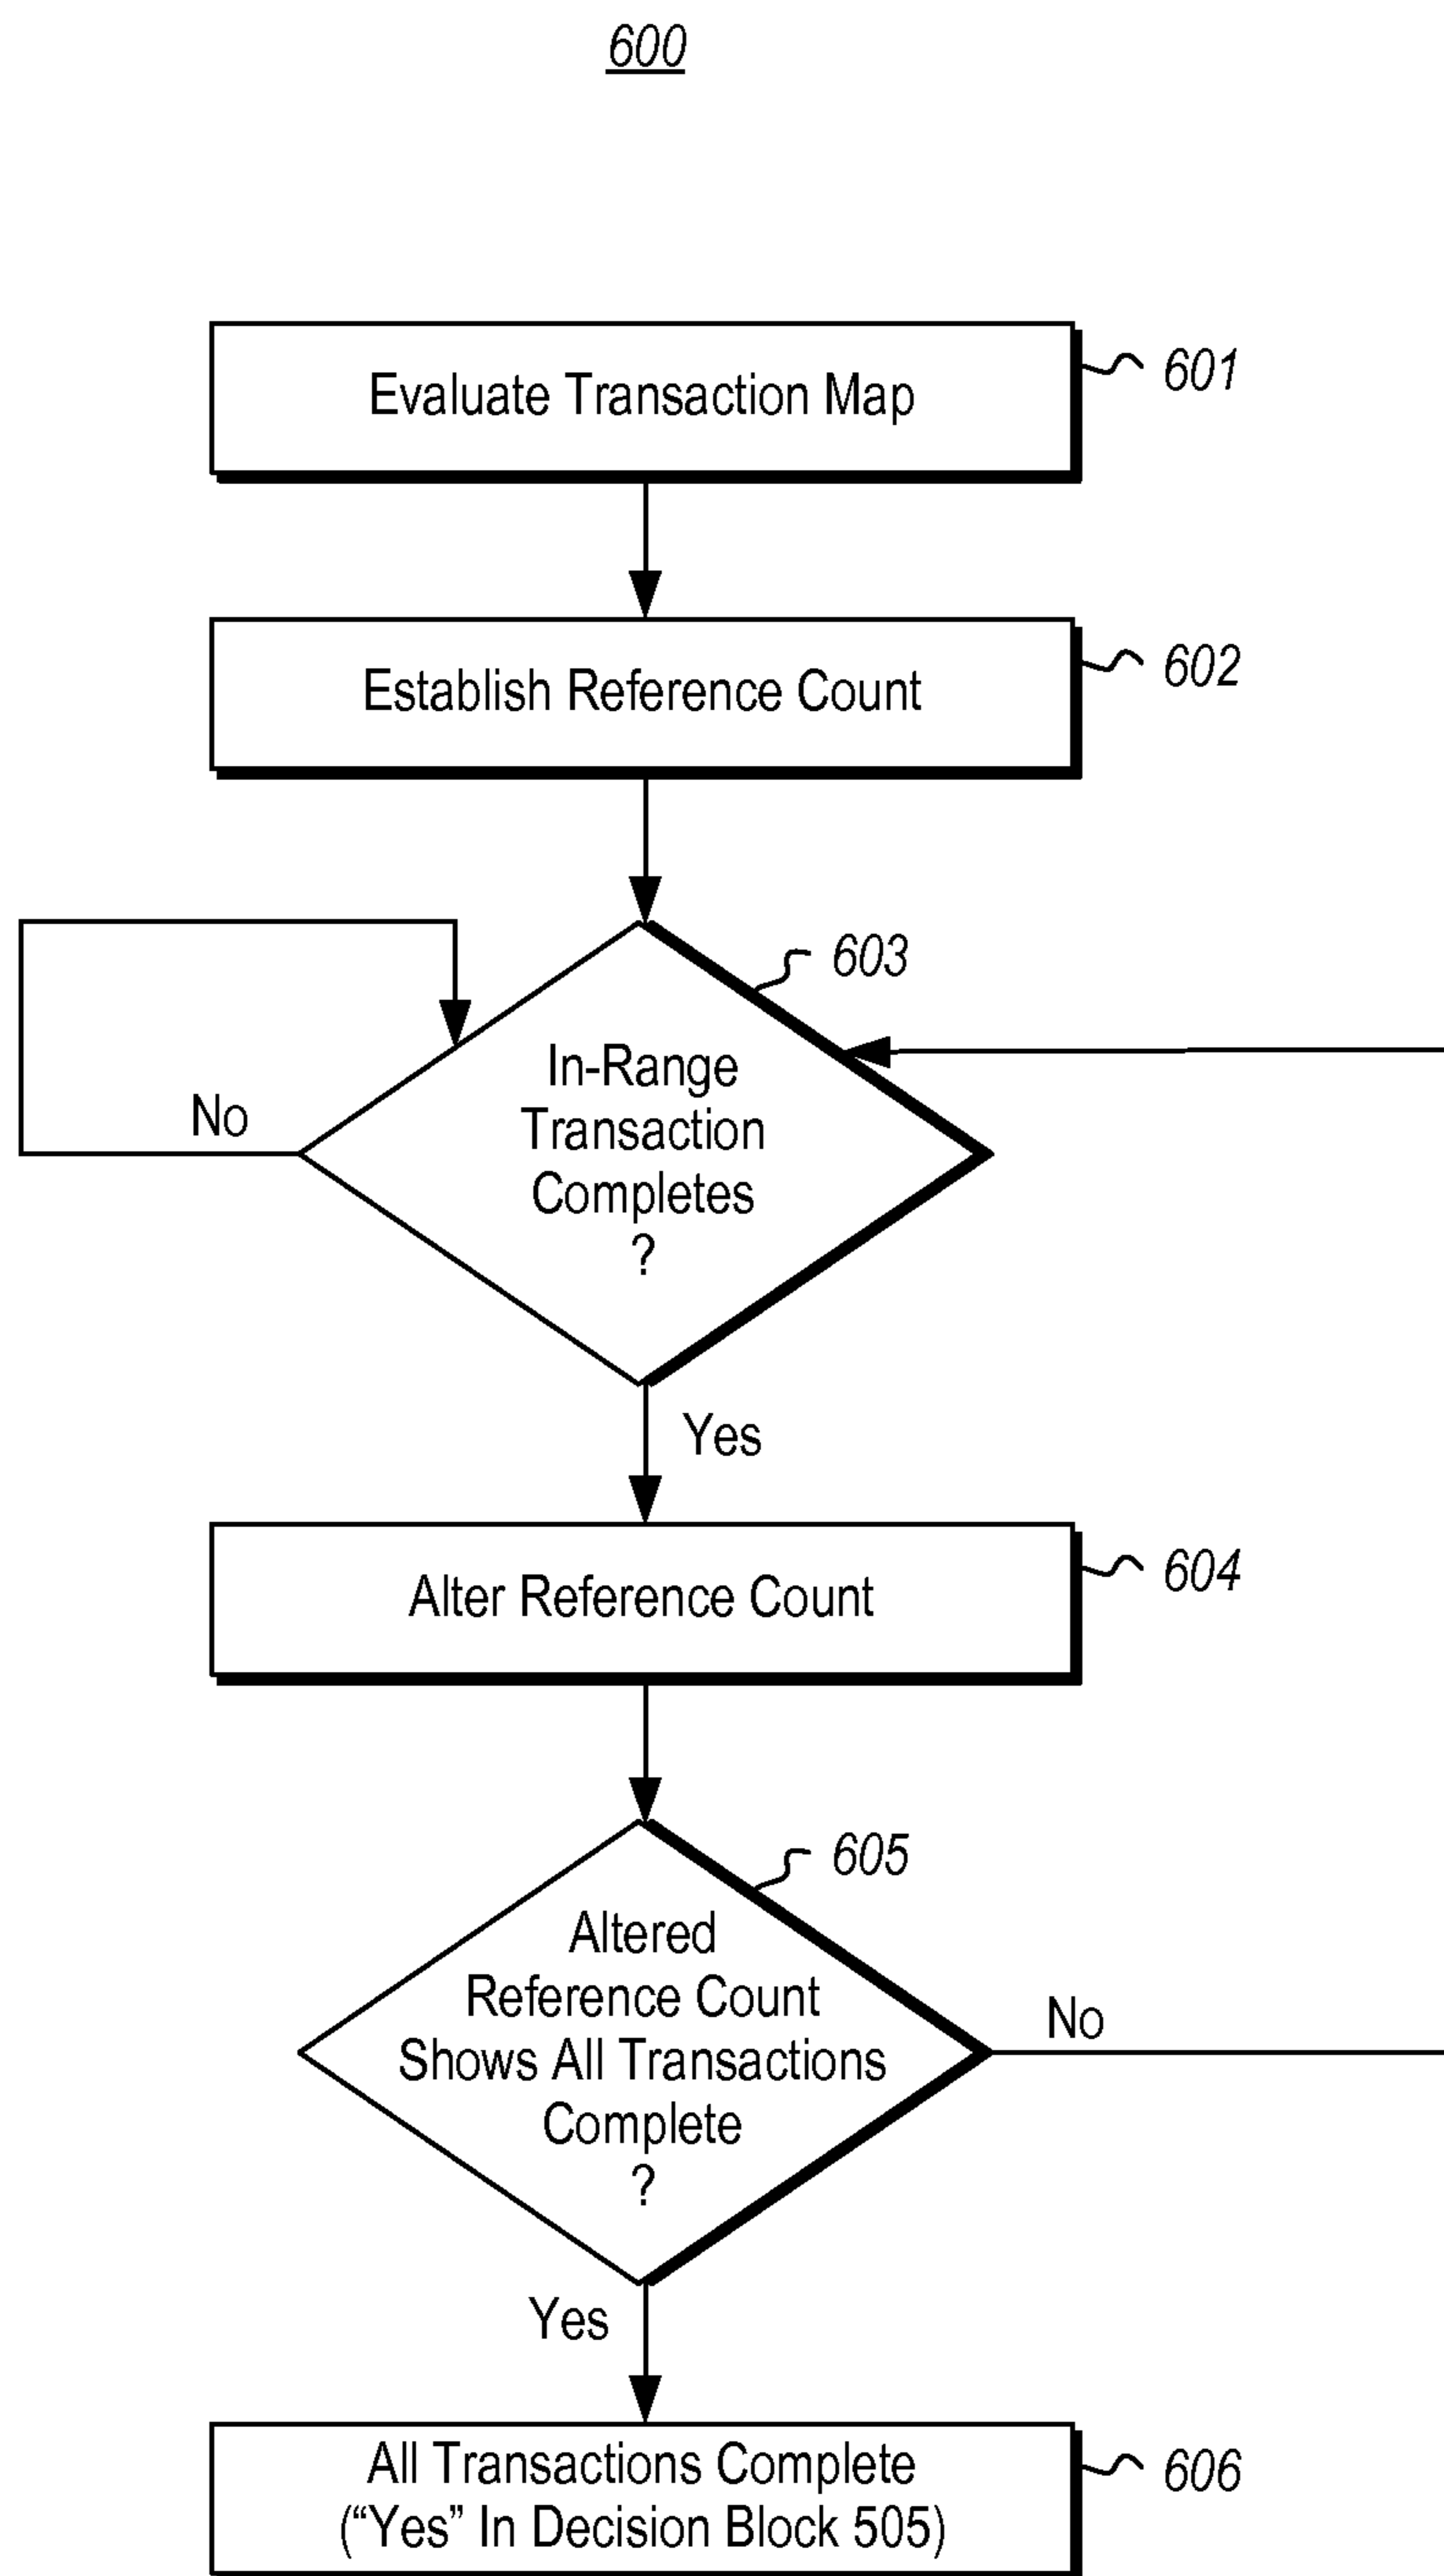 600
Evaluate Transaction Map
601
Establish Reference Count
602
603
In-Range
Transaction
Completes
?
No
Yes
Alter Reference Count
604
605
Altered
Reference Count
Shows All Transactions
Complete
?
No
Yes
All Transactions Complete
(“Yes” In Decision Block 505)
606